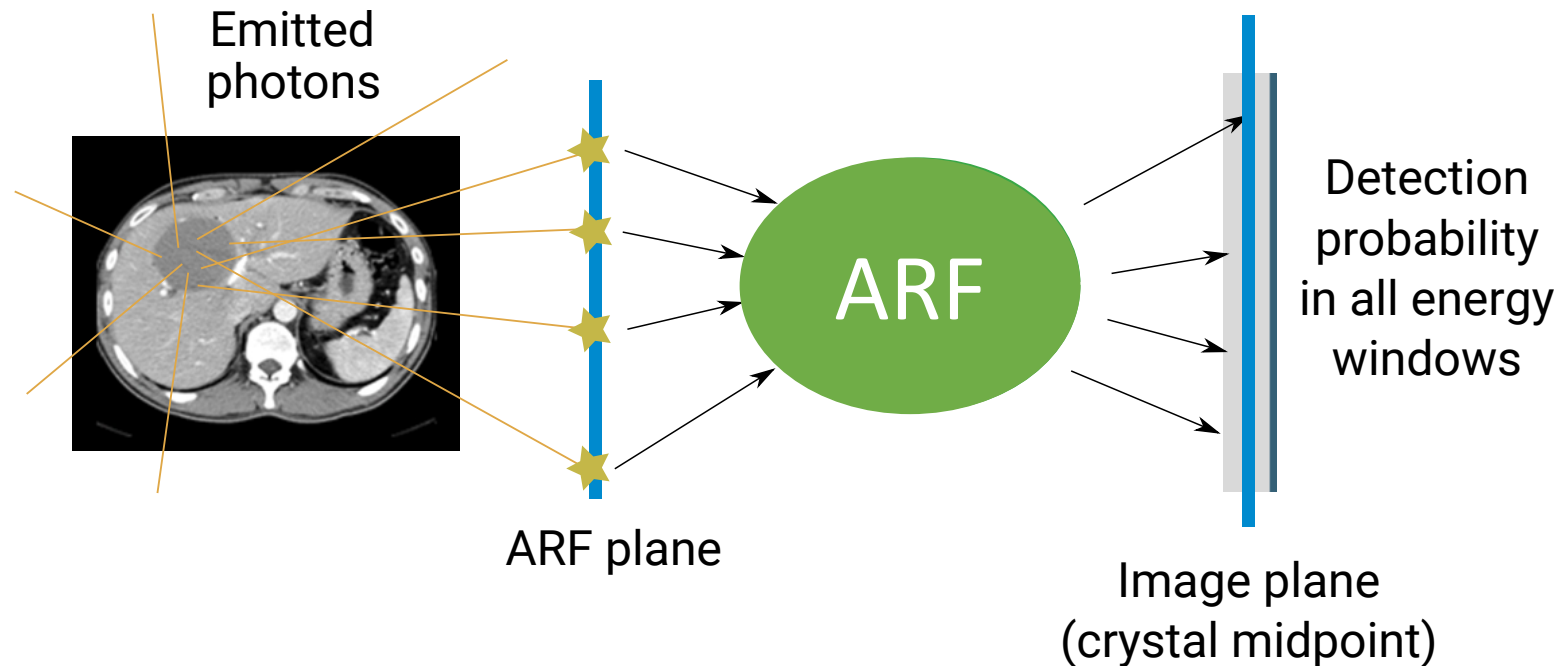 Emitted
photons
ARF plane
ARF
Detection
probability
in all energy
windows
Image plane
(crystal midpoint)